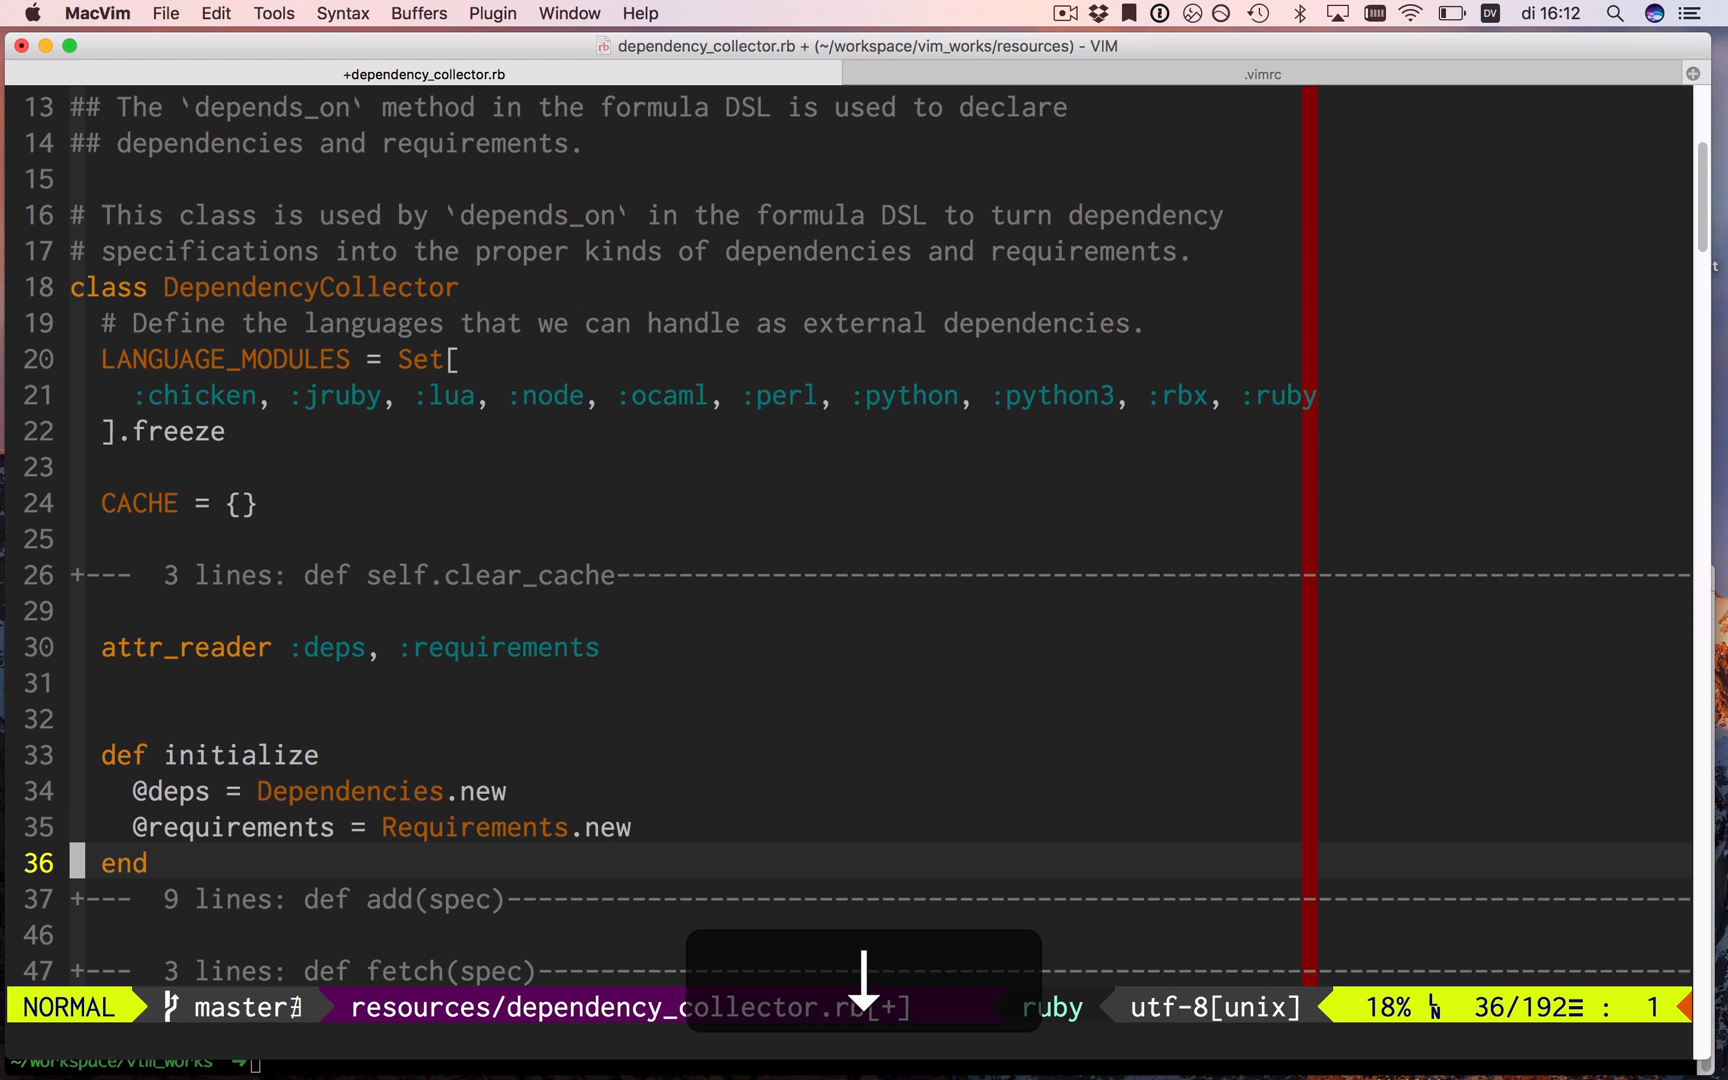 MacVim File Edit Tools Syntax Buffers Plugin Window Help DV di 16:12
dependency_collector.rb + (~/workspace/vim_works/resources) - VIM
+dependency_collector.rb .vimrc
13 ## The `depends_on` method in the formula DSL is used to declare
14 ## dependencies and requirements.
15
16 # This class is used by `depends_on` in the formula DSL to turn dependency
17 # specifications into the proper kinds of dependencies and requirements.
18 class DependencyCollector
19   # Define the languages that we can handle as external dependencies.
20   LANGUAGE_MODULES = Set[
21     :chicken, :jruby, :lua, :node, :ocaml, :perl, :python, :python3, :rbx, :ruby
22   ].freeze
23
24   CACHE = {}
25
26 +---  3 lines: def self.clear_cache---------------------------------------------------------------------
29
30   attr_reader :deps, :requirements
31
32
33   def initialize
34     @deps = Dependencies.new
35     @requirements = Requirements.new
36   end
37 +---  9 lines: def add(spec)----------------------------------------------------------------------------
46
47 +---  3 lines: def fetch(spec)--------------------------------------------------------------------------
↓
NORMAL master resources/dependency_collector.rb[+] ruby utf-8[unix] 18% 36/192 : 1
~/workspace/vim_works ➜